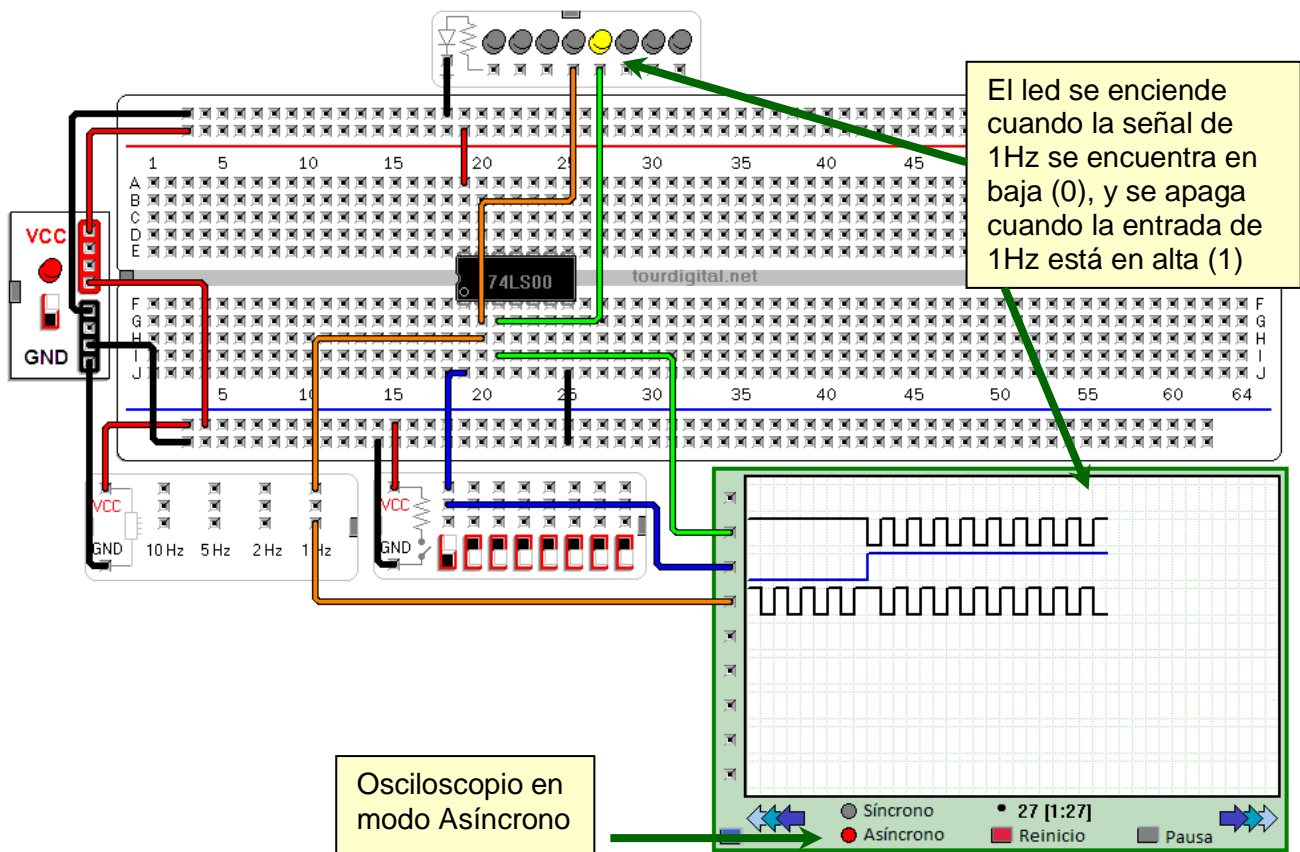 El led se enciende
cuando la señal de
1Hz se encuentra en
baja (0), y se apaga
cuando la entrada de
1Hz está en alta (1)
1 5 10 15 20 25 30 35 40 45
A
B
C
D
E
VCC
GND
74LS00
tourdigital.net
F F
G G
H H
I I
J J
5 10 15 20 25 30 35 40 45 50 55 60 64
VCC
GND 10 Hz 5 Hz 2 Hz 1 Hz
VCC
GND
Osciloscopio en
modo Asíncrono
Síncrono 27 [1:27]
Asíncrono Reinicio Pausa